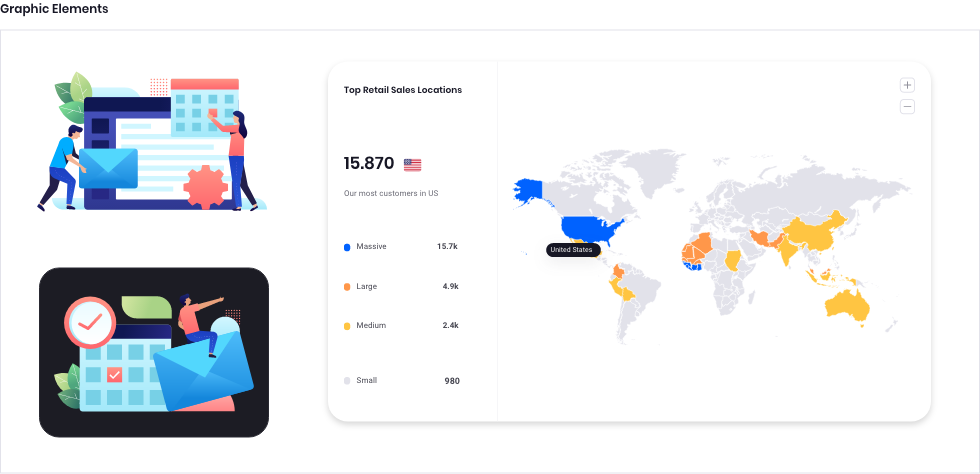 Graphic Elements
Top Retail Sales Locations
15.870
Our most customers in US
Massive 15.7k
Large 4.9k
Medium 2.4k
Small 980
United States